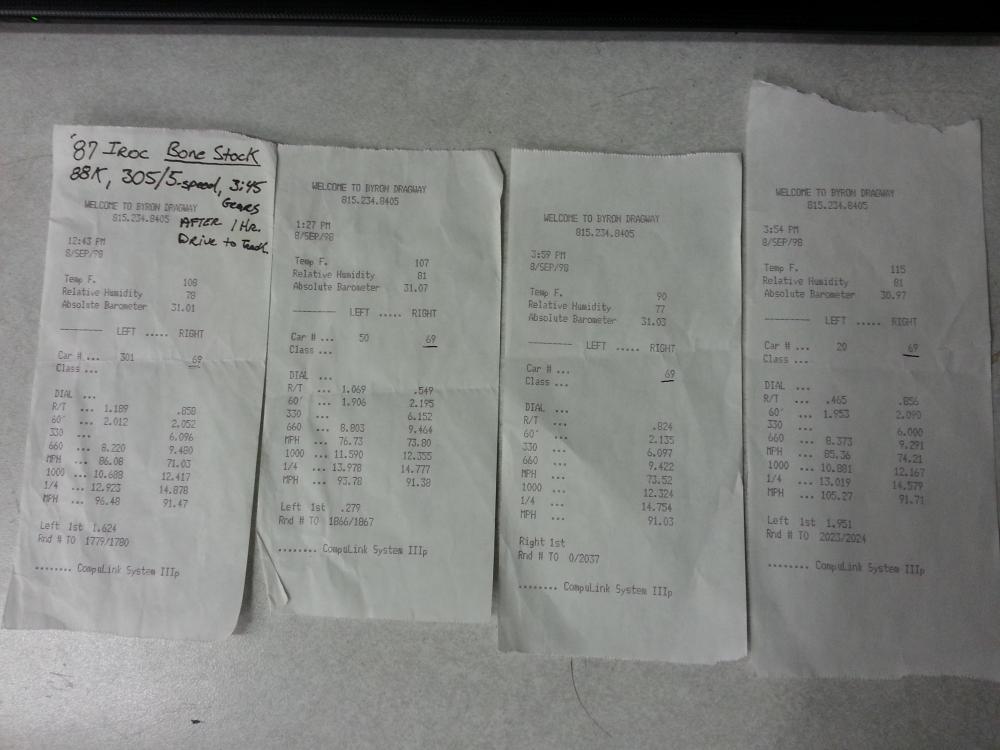 '87 IROC Bone Stock
88K, 305/5-speed, 3:45
Gears
AFTER 1 HR.
Drive to Track.
WELCOME TO BYRON DRAGWAY
815.234.8405
12:43 PM
8/SEP/98
Temp F. 108
Relative Humidity 78
Absolute Barometer 31.01
--------- LEFT ..... RIGHT
Car # ... 301 69
Class ...
DIAL ...
R/T ... 1.189 .858
60' ... 2.012 2.052
330 ... 6.096
660 ... 8.220 9.480
MPH ... 86.08 71.03
1000 ... 10.688 12.417
1/4 ... 12.923 14.878
MPH ... 96.48 91.47
Left 1st 1.624
Rnd # TO 1779/1780
........ CompuLink System IIIp
WELCOME TO BYRON DRAGWAY
815.234.8405
1:27 PM
8/SEP/98
Temp F. 107
Relative Humidity 81
Absolute Barometer 31.07
--------- LEFT ..... RIGHT
Car # ... 50 69
Class ...
DIAL ...
R/T ... 1.069 .549
60' ... 1.906 2.195
330 ... 6.152
660 ... 8.803 9.464
MPH ... 76.73 73.80
1000 ... 11.590 12.355
1/4 ... 13.978 14.777
MPH ... 93.78 91.38
Left 1st .279
Rnd # TO 1866/1867
........ CompuLink System IIIp
WELCOME TO BYRON DRAGWAY
815.234.8405
3:59 PM
8/SEP/98
Temp F. 90
Relative Humidity 77
Absolute Barometer 31.03
--------- LEFT ..... RIGHT
Car # ... 69
Class ...
DIAL ...
R/T ... .824
60' ... 2.135
330 ... 6.097
660 ... 9.422
MPH ... 73.52
1000 ... 12.324
1/4 ... 14.754
MPH ... 91.03
Right 1st
Rnd # TO 0/2037
........ CompuLink System IIIp
WELCOME TO BYRON DRAGWAY
815.234.8405
3:54 PM
8/SEP/98
Temp F. 115
Relative Humidity 81
Absolute Barometer 30.97
--------- LEFT ..... RIGHT
Car # ... 20 69
Class ...
DIAL ...
R/T ... .465 .856
60' ... 1.953 2.090
330 ... 6.000
660 ... 8.373 9.291
MPH ... 85.36 74.21
1000 ... 10.881 12.167
1/4 ... 13.019 14.579
MPH ... 105.27 91.71
Left 1st 1.951
Rnd # TO 2023/2024
........ CompuLink System IIIp